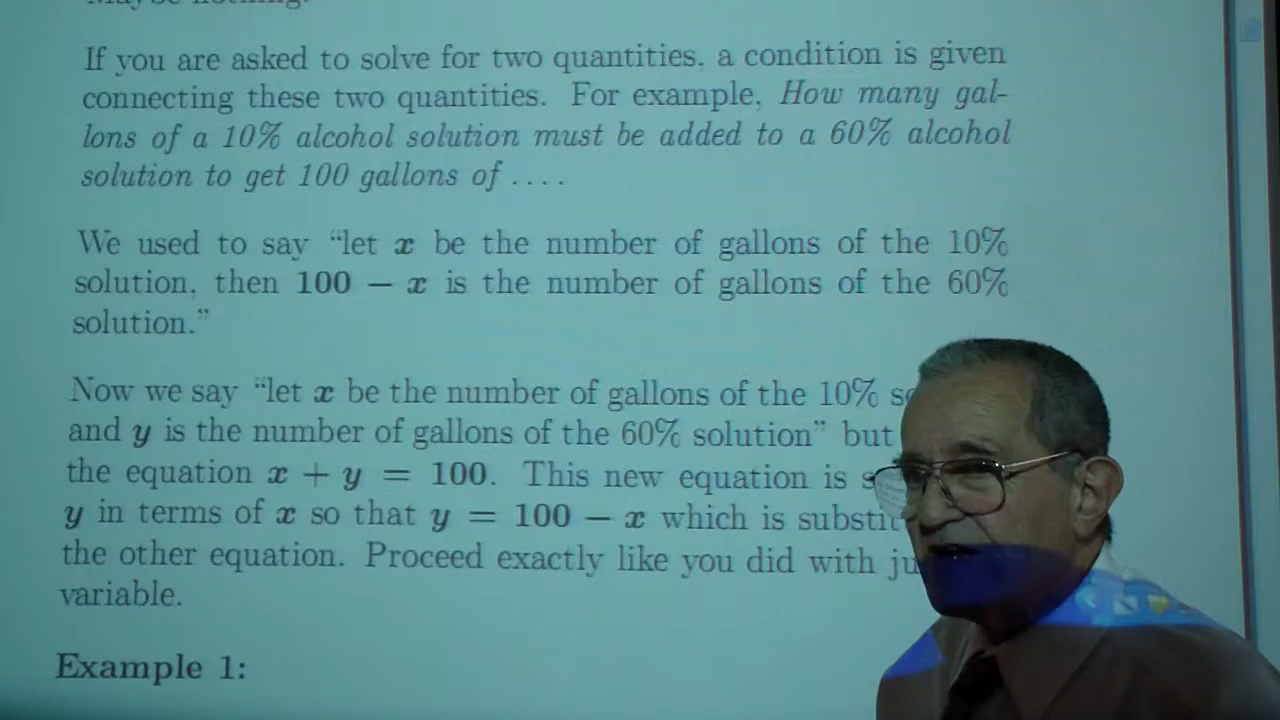 Maybe nothing.
If you are asked to solve for two quantities, a condition is given
connecting these two quantities. For example, How many gal-
lons of a 10% alcohol solution must be added to a 60% alcohol
solution to get 100 gallons of . . . .
We used to say “let x be the number of gallons of the 10%
solution, then 100 − x is the number of gallons of the 60%
solution.”
Now we say “let x be the number of gallons of the 10%
and y is the number of gallons of the 60% solution” but
the equation x + y = 100. This new equation is
y in terms of x so that y = 100 − x which is
the other equation. Proceed exactly like you did with
variable.
Example 1: